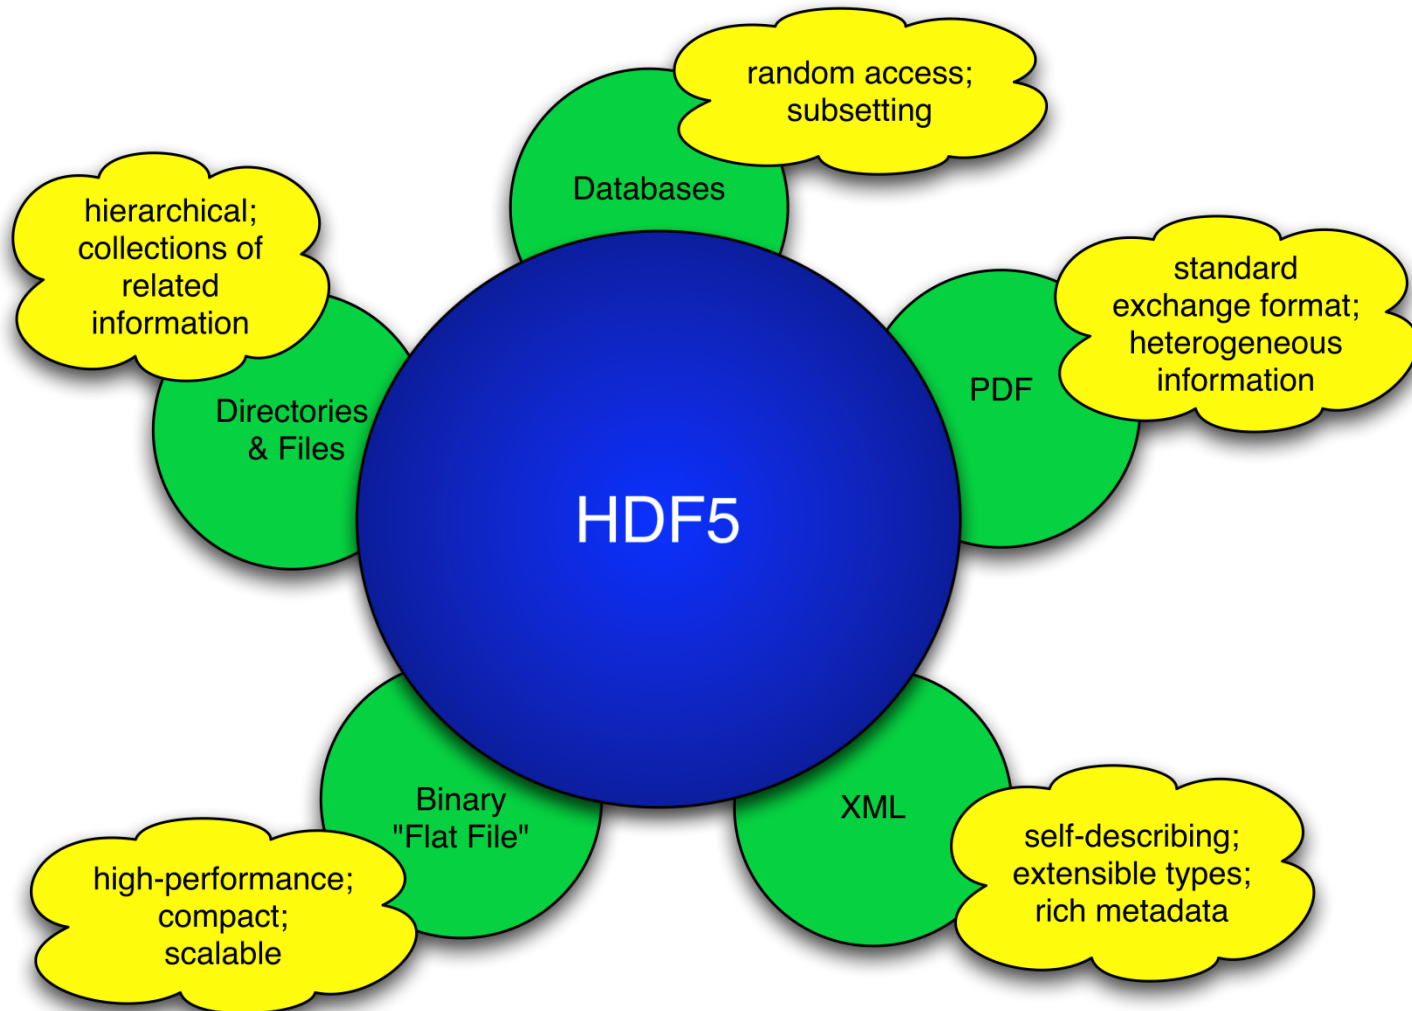 random access;
subsetting
Databases
hierarchical;
collections of
related
information
Directories
& Files
standard
exchange format;
heterogeneous
information
PDF
HDF5
Binary
"Flat File"
high-performance;
compact;
scalable
XML
self-describing;
extensible types;
rich metadata